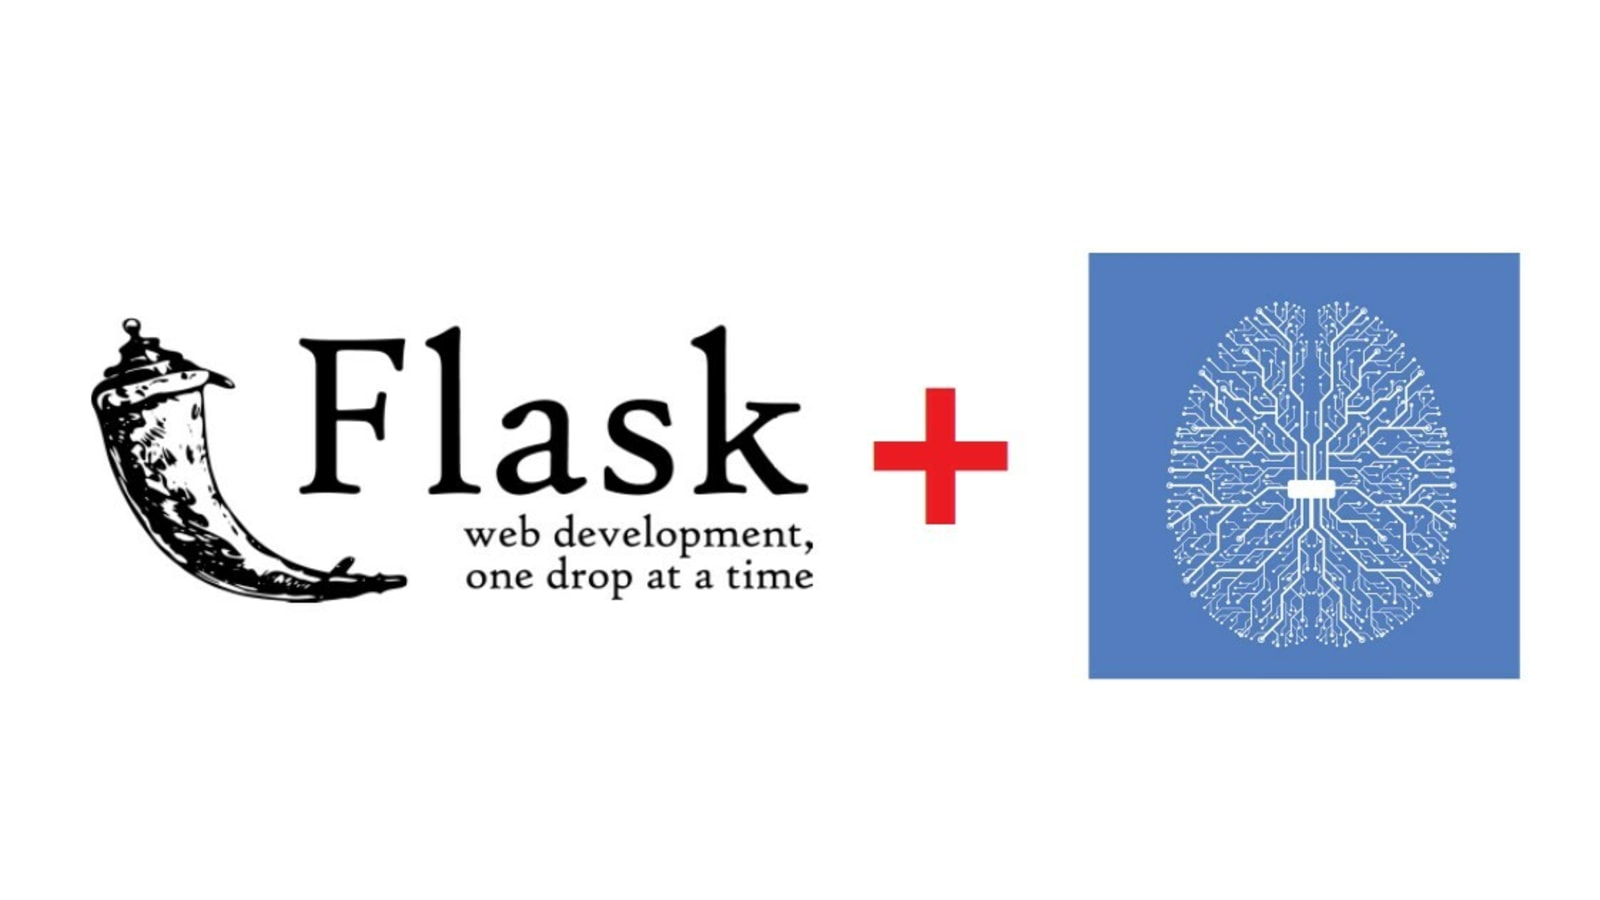 Flask
web development,
one drop at a time